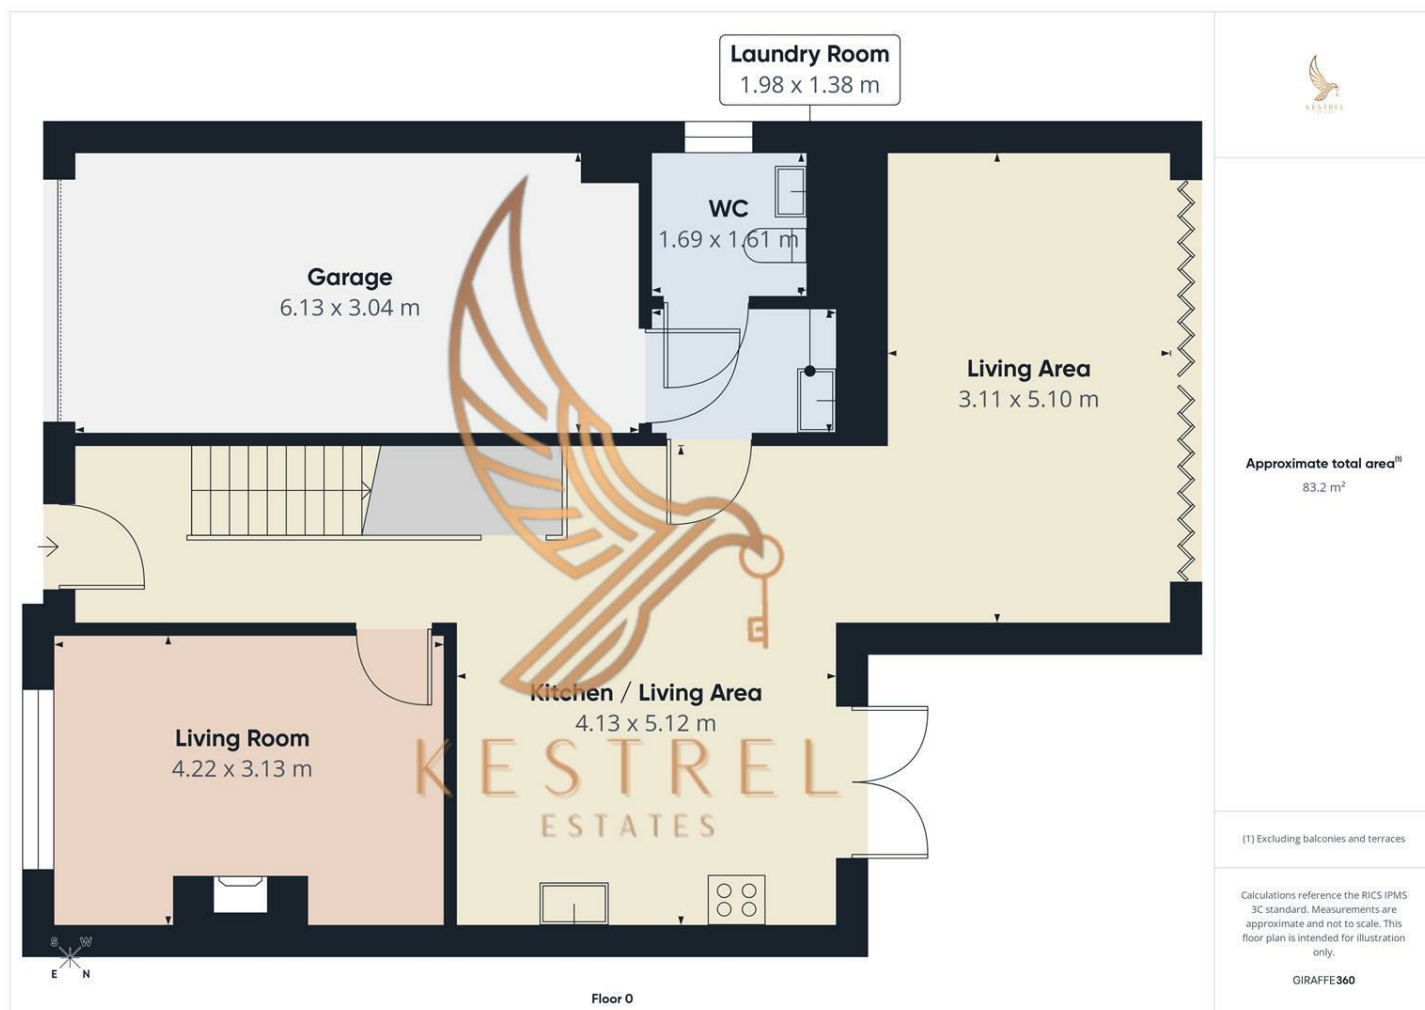 Laundry Room
1.98 x 1.38 m
KESTREL
WC
1.69 x 1.61 m
Garage
6.13 x 3.04 m
Living Area
3.11 x 5.10 m
Approximate total area(1)
83.2 m²
Kitchen / Living Area
4.13 x 5.12 m
Living Room
4.22 x 3.13 m
KESTREL
ESTATES
(1) Excluding balconies and terraces
Calculations reference the RICS IPMS
3C standard. Measurements are
approximate and not to scale. This
floor plan is intended for illustration
only.
GIRAFFE360
S W
E N
Floor 0